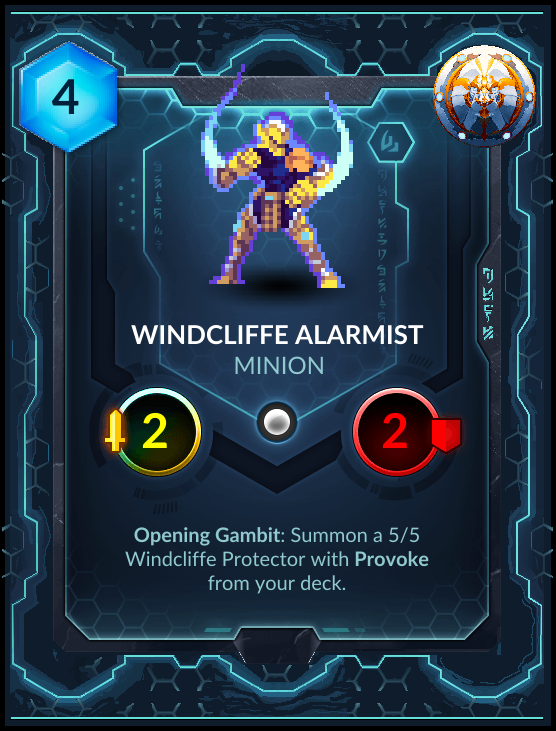 4
WINDCLIFFE ALARMIST
MINION
2
2
Opening Gambit: Summon a 5/5
Windcliffe Protector with Provoke
from your deck.